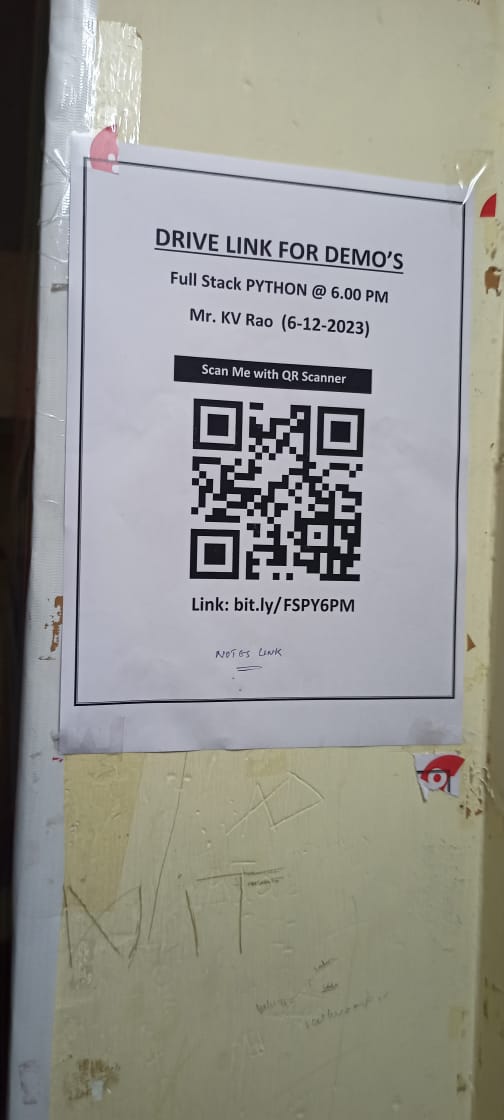 DRIVE LINK FOR DEMO'S
Full Stack PYTHON @ 6.00 PM
Mr. KV Rao (6-12-2023)
Scan Me with QR Scanner
Link: bit.ly/FSPY6PM
NOTES LINK
NIT